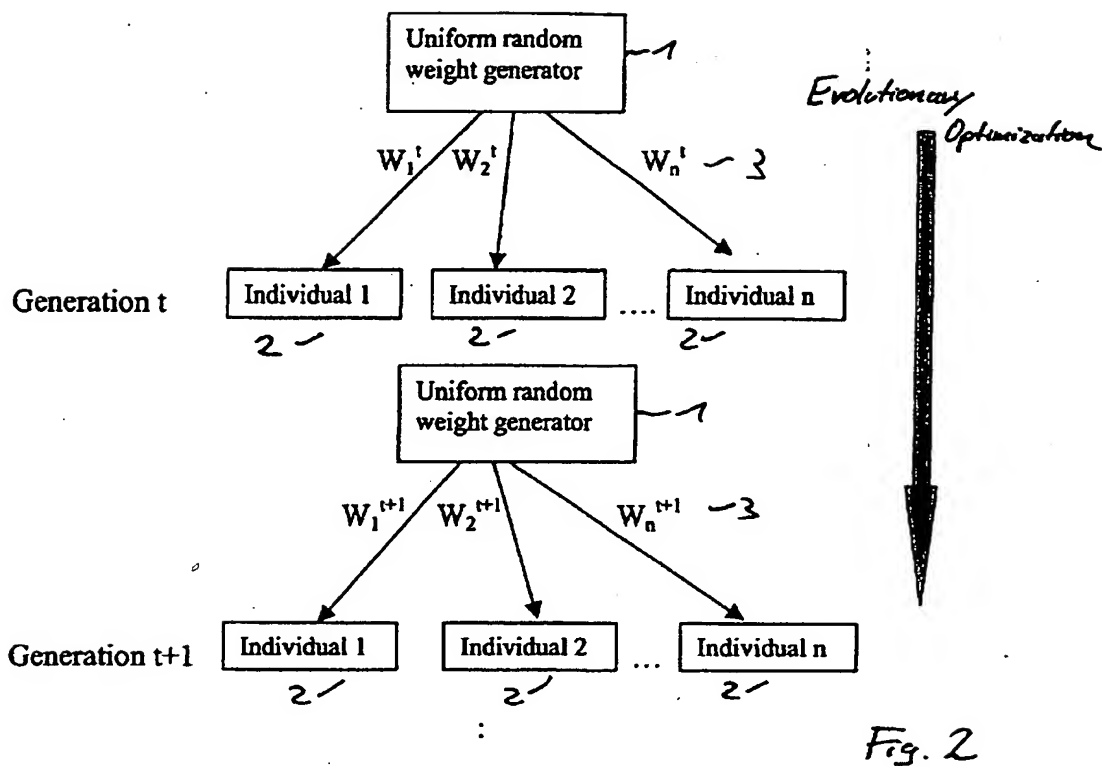 Uniform random
weight generator
1
Evolutionary
Optimization
W₁ᵗ W₂ᵗ Wₙᵗ 3
Generation t
Individual 1 Individual 2 .... Individual n
2 2 2
Uniform random
weight generator
1
W₁ᵗ⁺¹ W₂ᵗ⁺¹ Wₙᵗ⁺¹ 3
Generation t+1
Individual 1 Individual 2 ... Individual n
2 2 2
Fig. 2